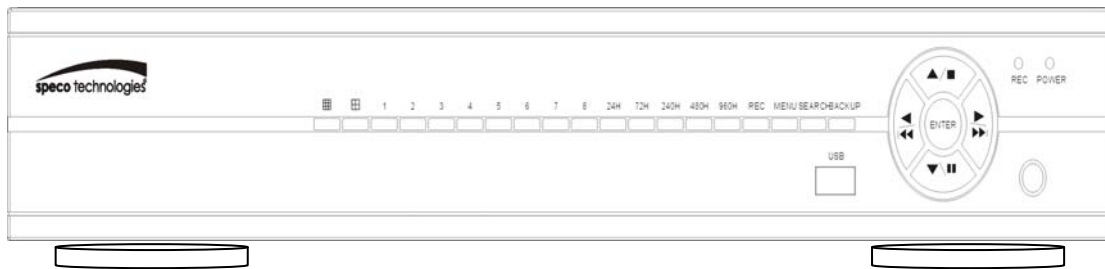 speco technologies
1 2 3 4 5 6 7 8 24H 72H 240H 480H 960H REC MENU SEARCH BACKUP
USB
ENTER
REC POWER